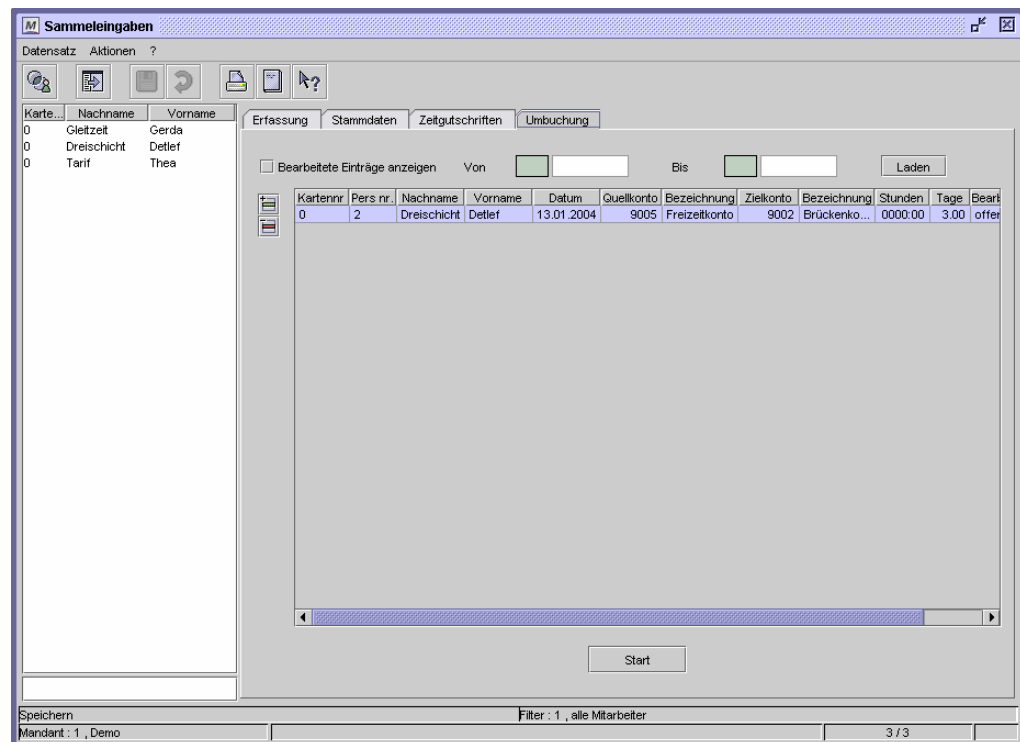 Sammeleingaben
Datensatz Aktionen ?
Karte... Nachname Vorname
0 Gleitzeit Gerda
0 Dreischicht Detlef
0 Tarif Thea
Erfassung Stammdaten Zeitgutschriften Umbuchung
Bearbeitete Einträge anzeigen Von Bis Laden
Kartennr Pers nr. Nachname Vorname Datum Quellkonto Bezeichnung Zielkonto Bezeichnung Stunden Tage Bearb
0 2 Dreischicht Detlef 13.01.2004 9005 Freizeitkonto 9002 Brückenko... 0000:00 3.00 offen
Start
Speichern Filter : 1 , alle Mitarbeiter
Mandant : 1 , Demo 3 / 3